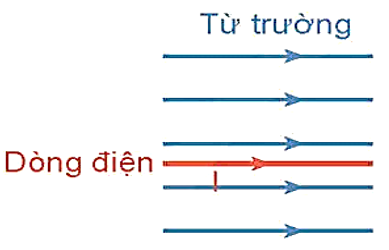 Từ trường
Dòng điện
I